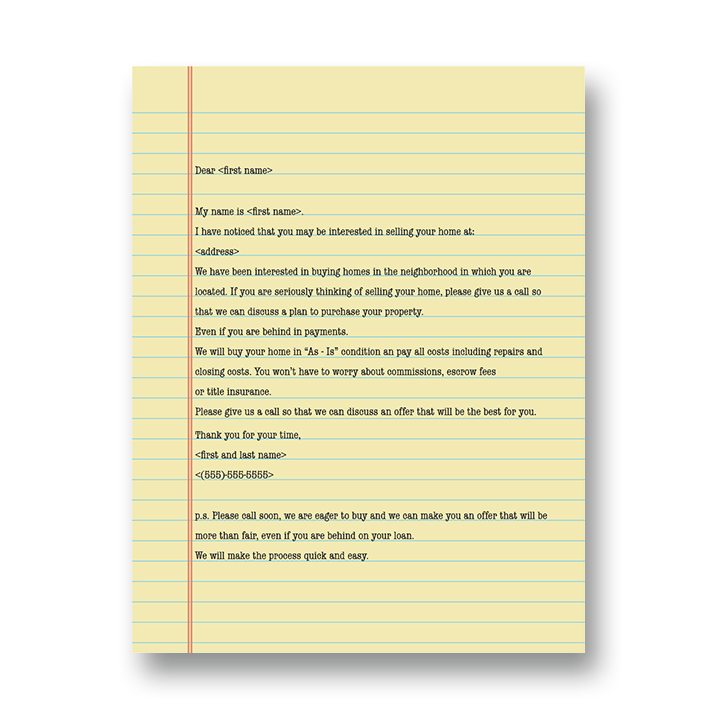 Dear <first name>
My name is <first name>.
I have noticed that you may be interested in selling your home at:
<address>
We have been interested in buying homes in the neighborhood in which you are
located. If you are seriously thinking of selling your home, please give us a call so
that we can discuss a plan to purchase your property.
Even if you are behind in payments.
We will buy your home in “As - Is” condition an pay all costs including repairs and
closing costs. You won’t have to worry about commissions, escrow fees
or title insurance.
Please give us a call so that we can discuss an offer that will be the best for you.
Thank you for your time,
<first and last name>
<(555)-555-5555>
p.s. Please call soon, we are eager to buy and we can make you an offer that will be
more than fair, even if you are behind on your loan.
We will make the process quick and easy.